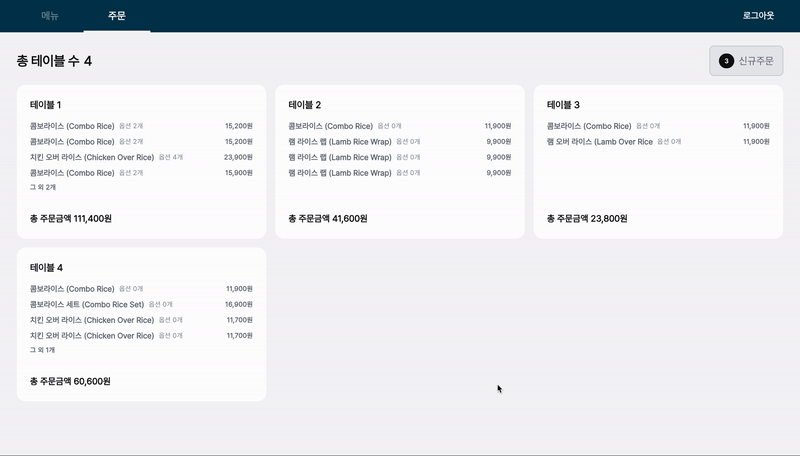 메뉴 주문 로그아웃
총 테이블 수 4
3 신규주문
테이블 1
콤보라이스 (Combo Rice) 옵션 2개 15,200원
콤보라이스 (Combo Rice) 옵션 2개 15,200원
치킨 오버 라이스 (Chicken Over Rice) 옵션 4개 23,900원
콤보라이스 (Combo Rice) 옵션 2개 15,900원
그 외 2개
총 주문금액 111,400원
테이블 2
콤보라이스 (Combo Rice) 옵션 0개 11,900원
램 라이스 랩 (Lamb Rice Wrap) 옵션 0개 9,900원
램 라이스 랩 (Lamb Rice Wrap) 옵션 0개 9,900원
램 라이스 랩 (Lamb Rice Wrap) 옵션 0개 9,900원
총 주문금액 41,600원
테이블 3
콤보라이스 (Combo Rice) 옵션 0개 11,900원
램 오버 라이스 (Lamb Over Rice 옵션 0개 11,900원
총 주문금액 23,800원
테이블 4
콤보라이스 (Combo Rice) 옵션 0개 11,900원
콤보라이스 세트 (Combo Rice Set) 옵션 0개 16,900원
치킨 오버 라이스 (Chicken Over Rice) 옵션 0개 11,700원
치킨 오버 라이스 (Chicken Over Rice) 옵션 0개 11,700원
그 외 1개
총 주문금액 60,600원